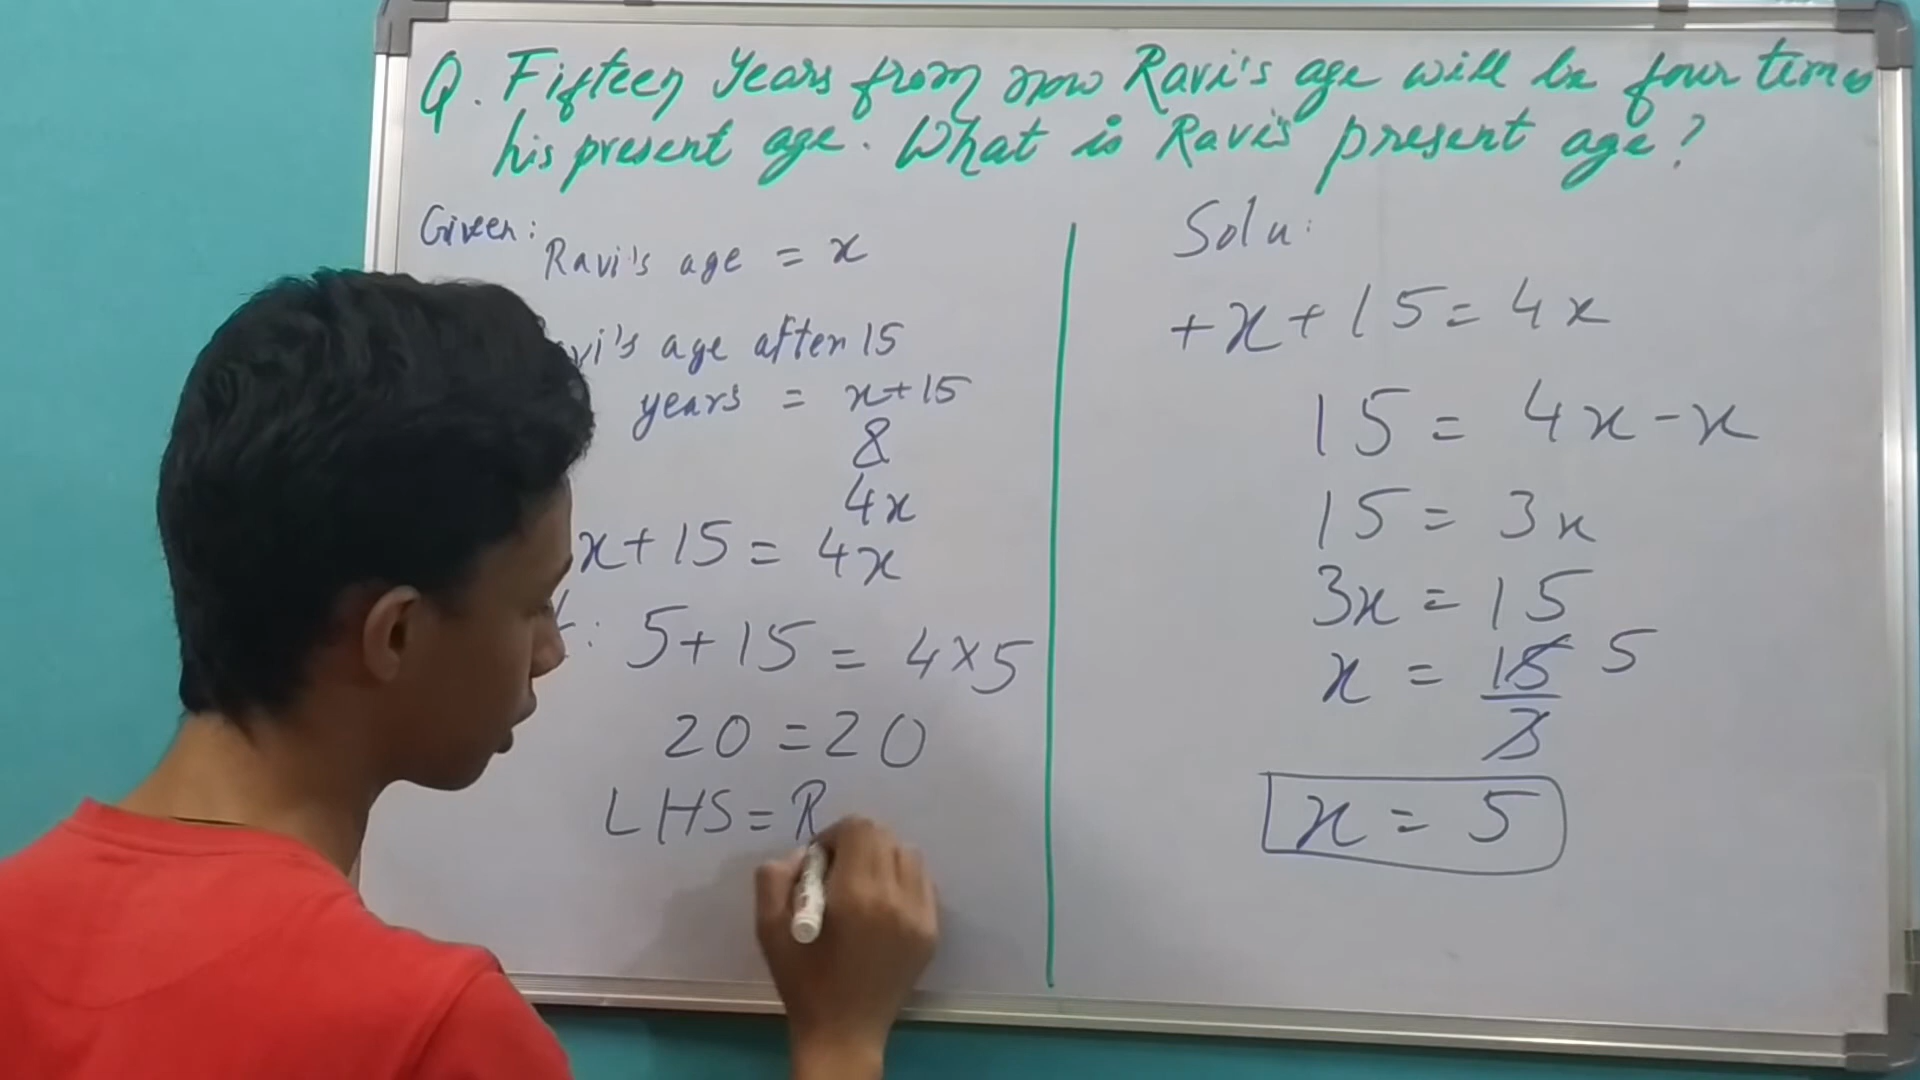 Q. Fifteen years from now Ravi's age will be four times
his present age. What is Ravi's present age?
Given:
Ravi's age = x
age after 15
years = x+15
&
4x
x+15 = 4x
: 5+15 = 4×5
20 = 20
LHS = R
Solu:
+x+15 = 4x
15 = 4x-x
15 = 3x
3x = 15
x = 15/3 5
x = 5